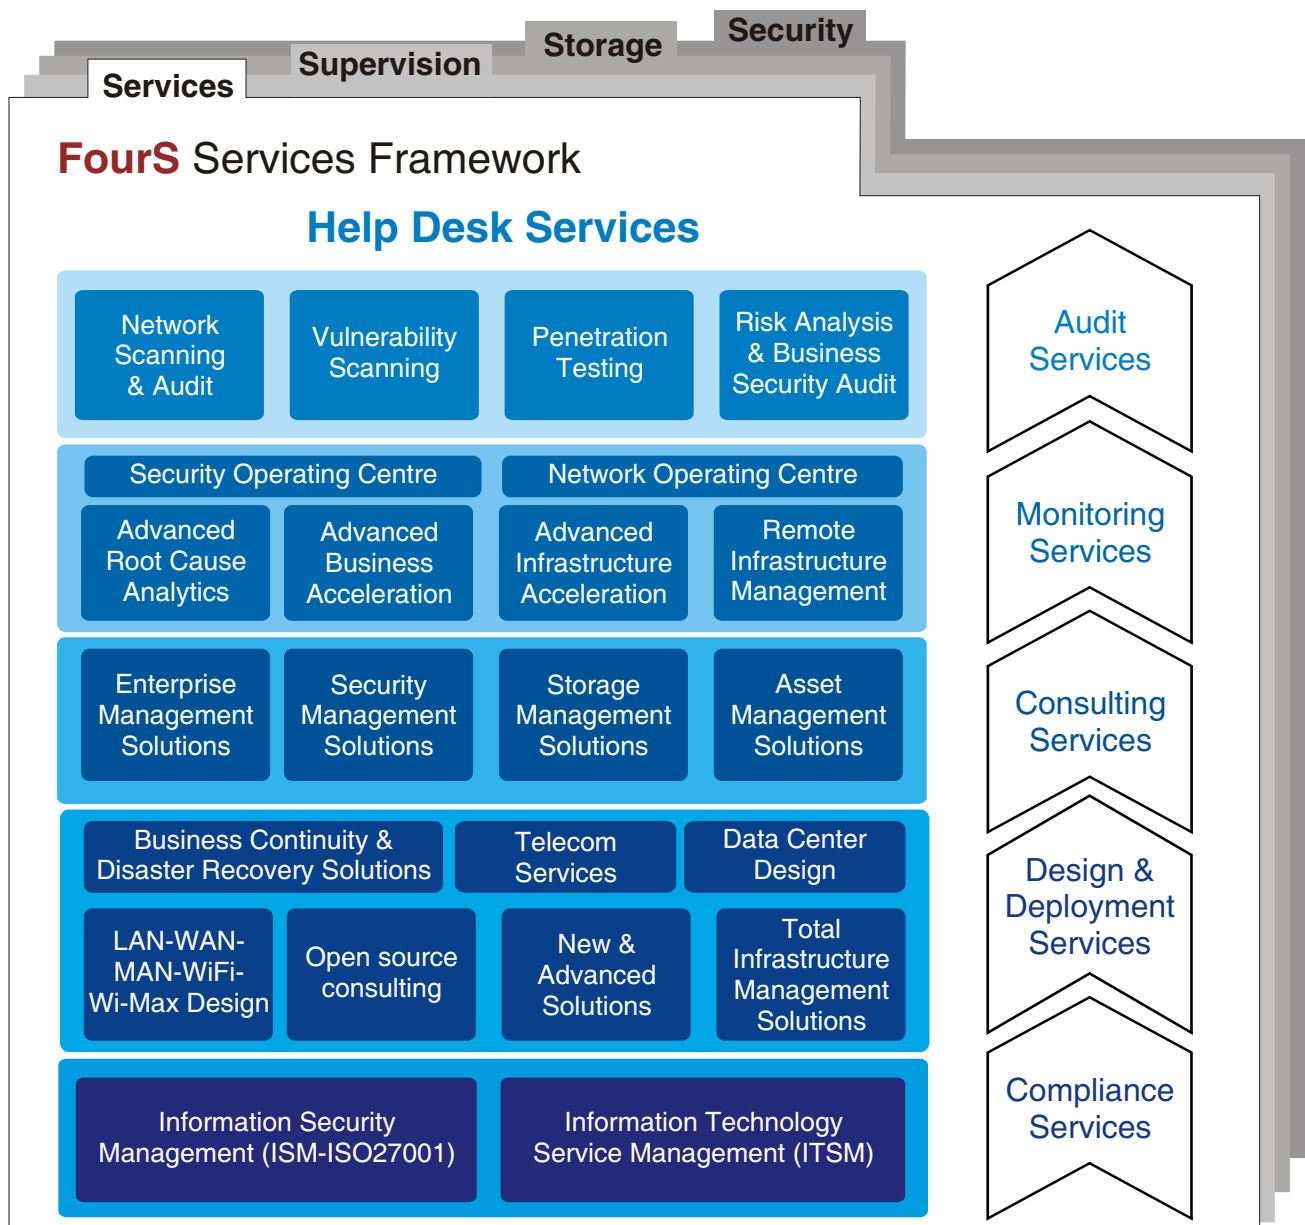 Security
Storage
Supervision
Services
FourS Services Framework
Help Desk Services
Network
Scanning
& Audit
Vulnerability
Scanning
Penetration
Testing
Risk Analysis
& Business
Security Audit
Audit
Services
Security Operating Centre
Network Operating Centre
Advanced
Root Cause
Analytics
Advanced
Business
Acceleration
Advanced
Infrastructure
Acceleration
Remote
Infrastructure
Management
Monitoring
Services
Enterprise
Management
Solutions
Security
Management
Solutions
Storage
Management
Solutions
Asset
Management
Solutions
Consulting
Services
Business Continuity &
Disaster Recovery Solutions
Telecom
Services
Data Center
Design
LAN-WAN-
MAN-WiFi-
Wi-Max Design
Open source
consulting
New &
Advanced
Solutions
Total
Infrastructure
Management
Solutions
Design &
Deployment
Services
Information Security
Management (ISM-ISO27001)
Information Technology
Service Management (ITSM)
Compliance
Services